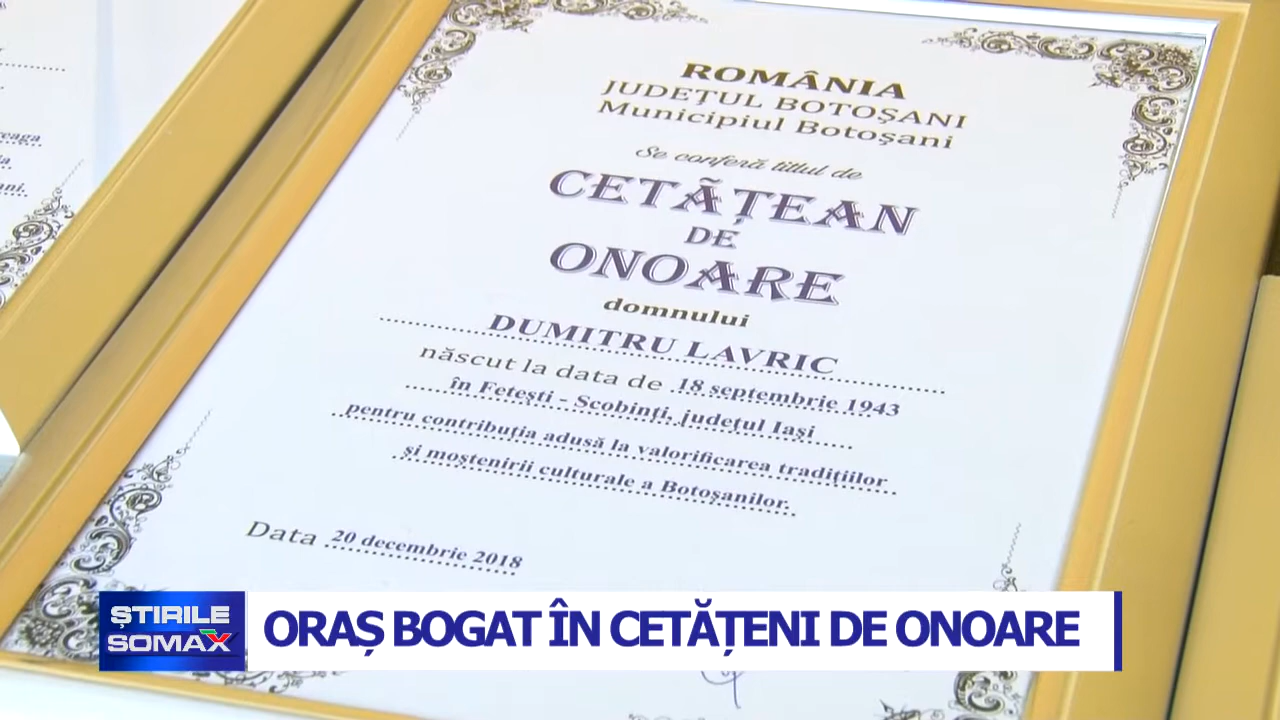 reaga
ROMÂNIA
JUDEȚUL BOTOȘANI
Municipiul Botoșani
Se conferă titlul de
CETÃȚEAN
DE
ONOARE
domnului
DUMITRU LAVRIC
născut la data de 18 septembrie 1943
în Fetești - Scobinți, județul Iași
pentru contribuția adusă la valorificarea tradițiilor
și moștenirii culturale a Botoșanilor.
Data 20 decembrie 2018
ȘTIRILE
SOMAX
ORAȘ BOGAT ÎN CETĂȚENI DE ONOARE